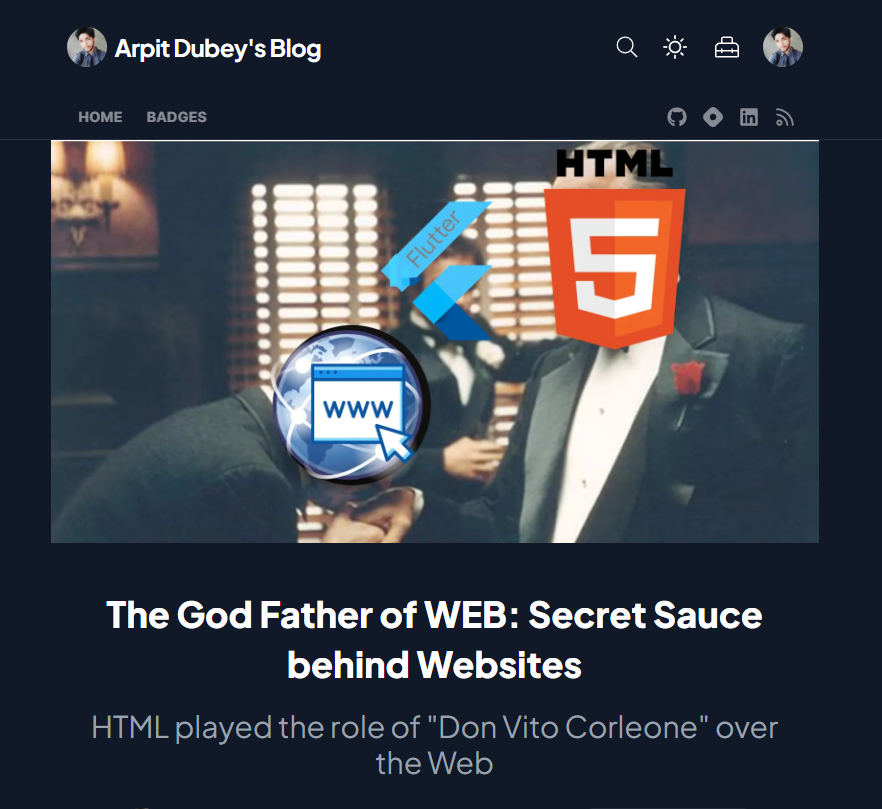 Arpit Dubey's Blog
HOME BADGES
HTML
Flutter
5
WWW
The God Father of WEB: Secret Sauce
behind Websites
HTML played the role of "Don Vito Corleone" over
the Web